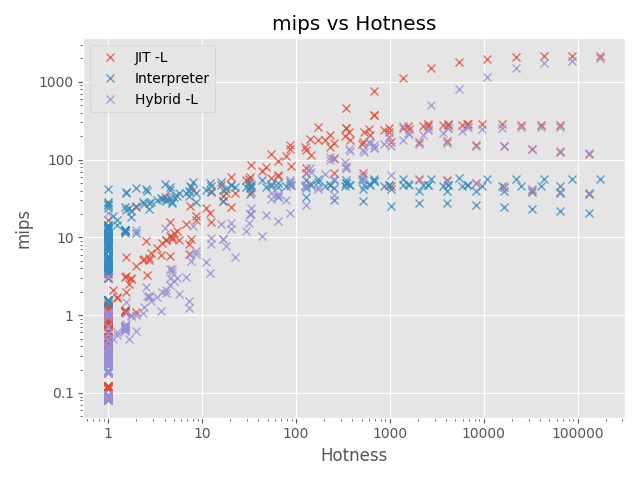 mips vs Hotness
JIT -L
Interpreter
Hybrid -L
1000
100
10
1
0.1
mips
1 10 100 1000 10000 100000
Hotness